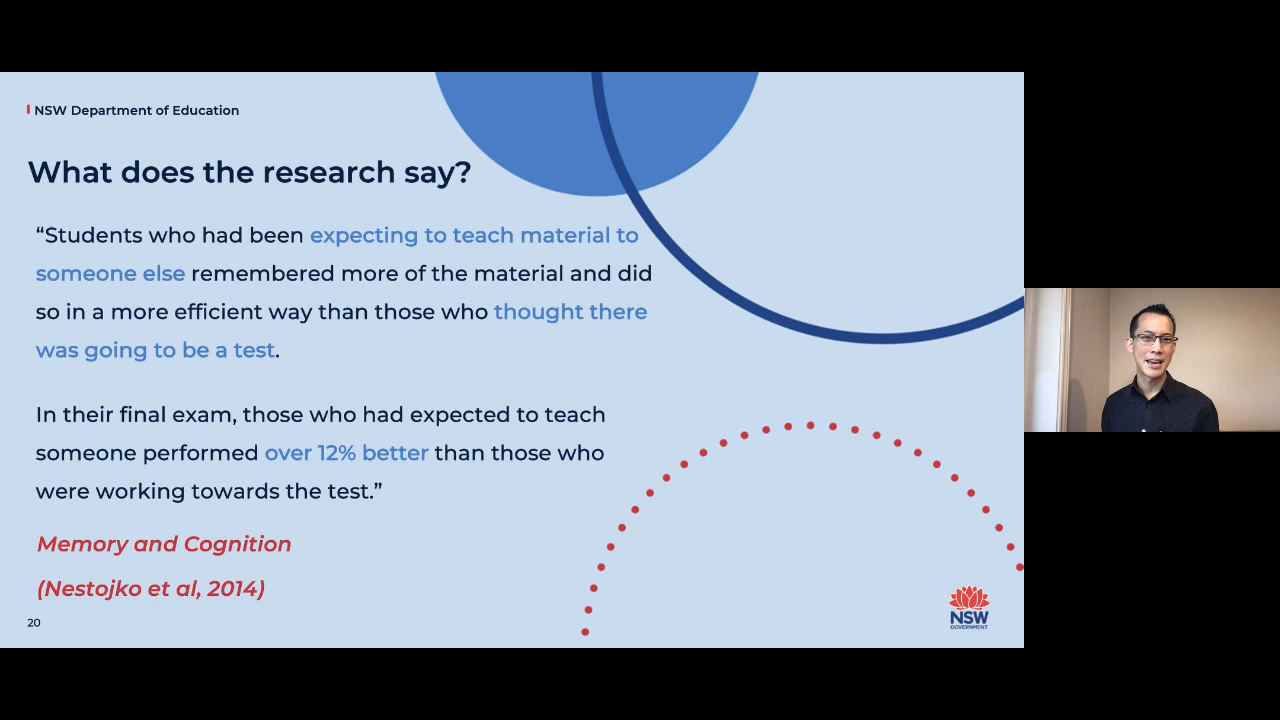 NSW Department of Education
What does the research say?
“Students who had been expecting to teach material to
someone else remembered more of the material and did
so in a more efficient way than those who thought there
was going to be a test.
In their final exam, those who had expected to teach
someone performed over 12% better than those who
were working towards the test.”
Memory and Cognition
(Nestojko et al, 2014)
20
NSW
GOVERNMENT